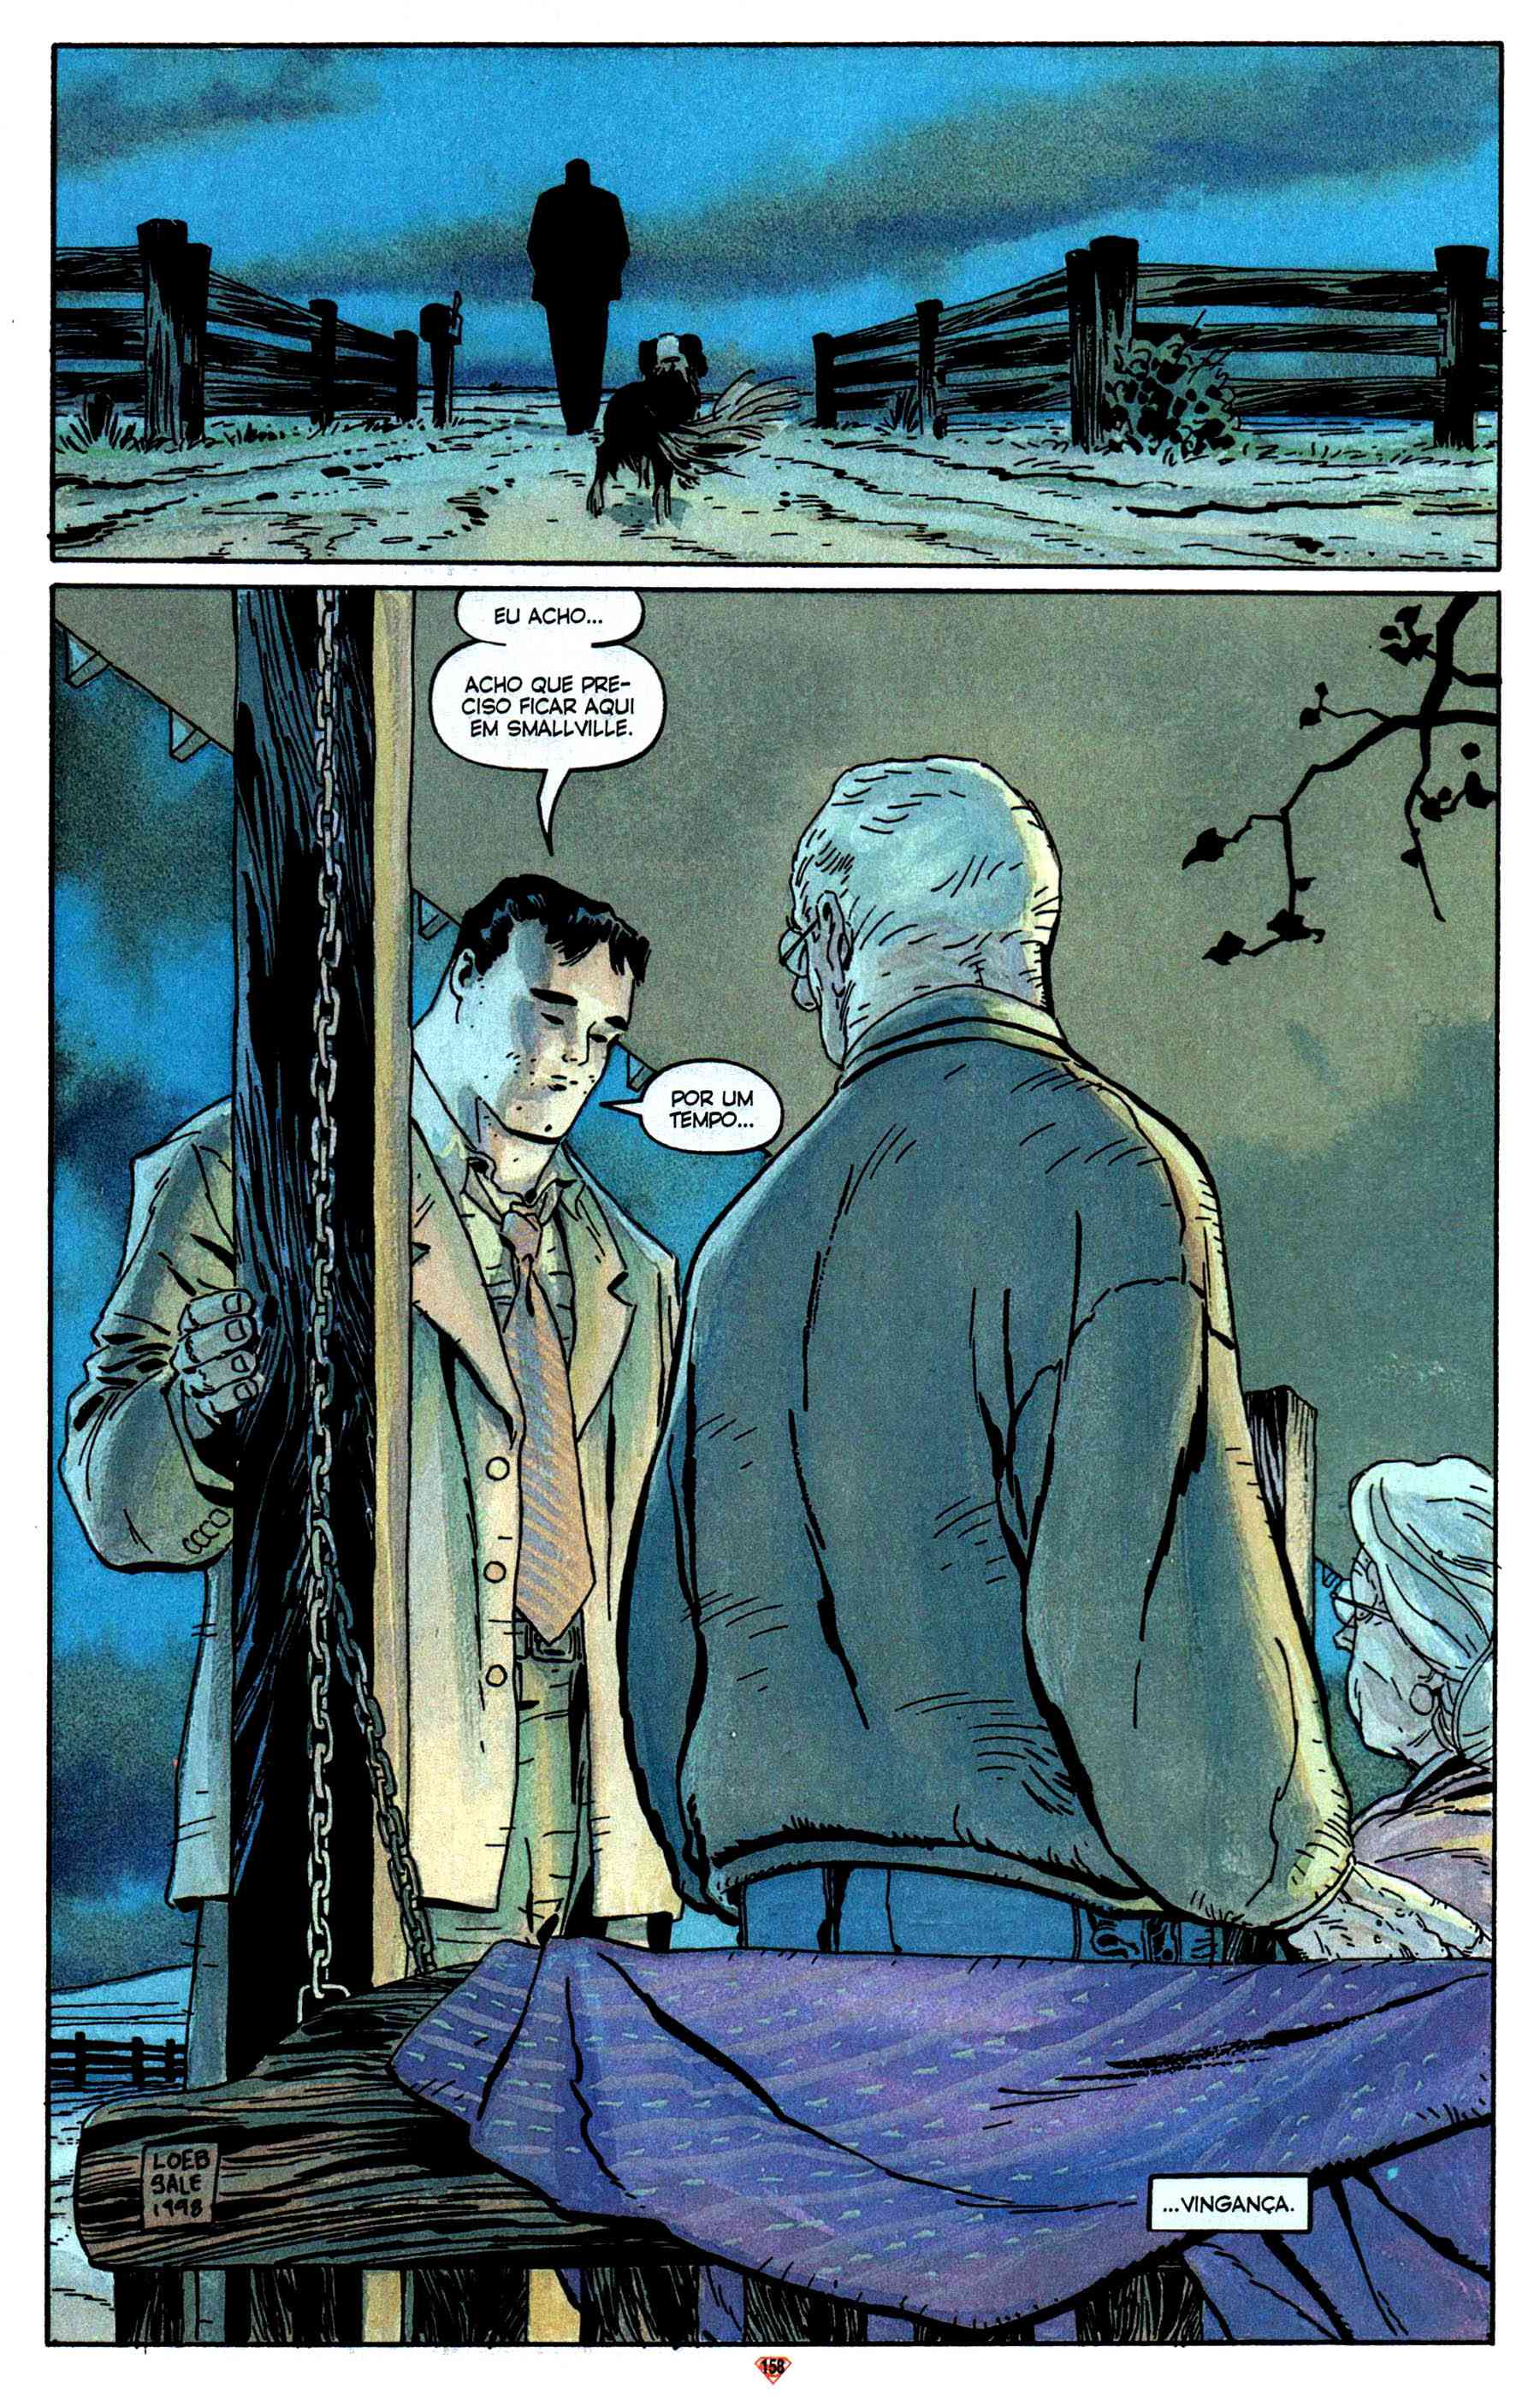 EU ACHO...
ACHO QUE PRE-
CISO FICAR AQUI
EM SMALLVILLE.
POR UM
TEMPO...
LOEB
SALE
1998
...VINGANÇA.
158